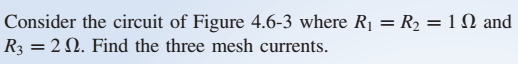 Consider the circuit of Figure 4.6-3 where R₁ = R₂ = 1 Ω and
R₃ = 2 Ω. Find the three mesh currents.